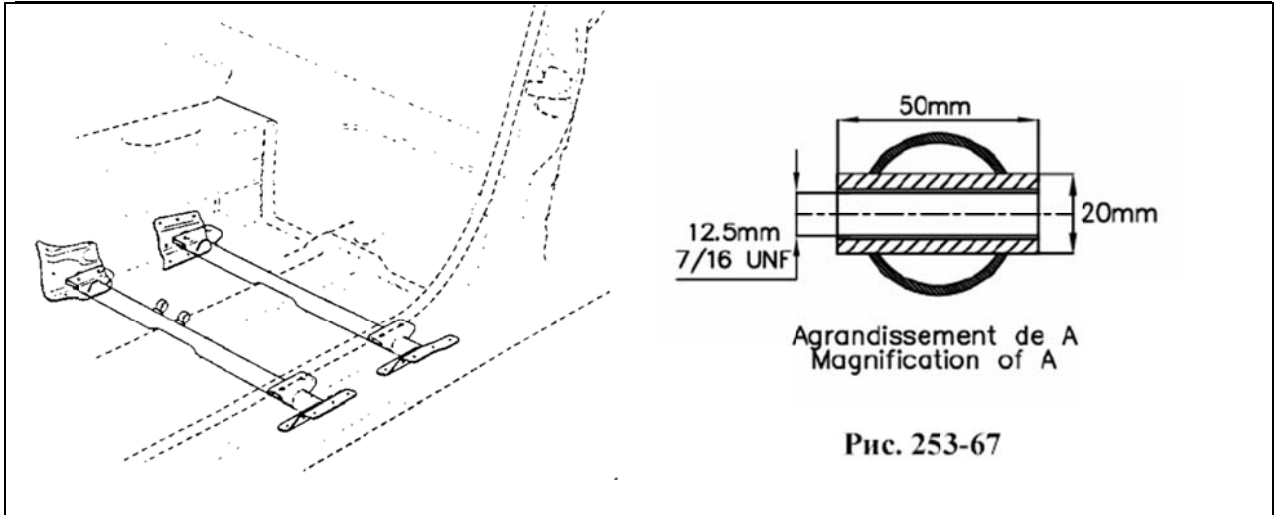 50mm
20mm
12.5mm
7/16 UNF
Agrandissement de A
Magnification of A
Рис. 253-67